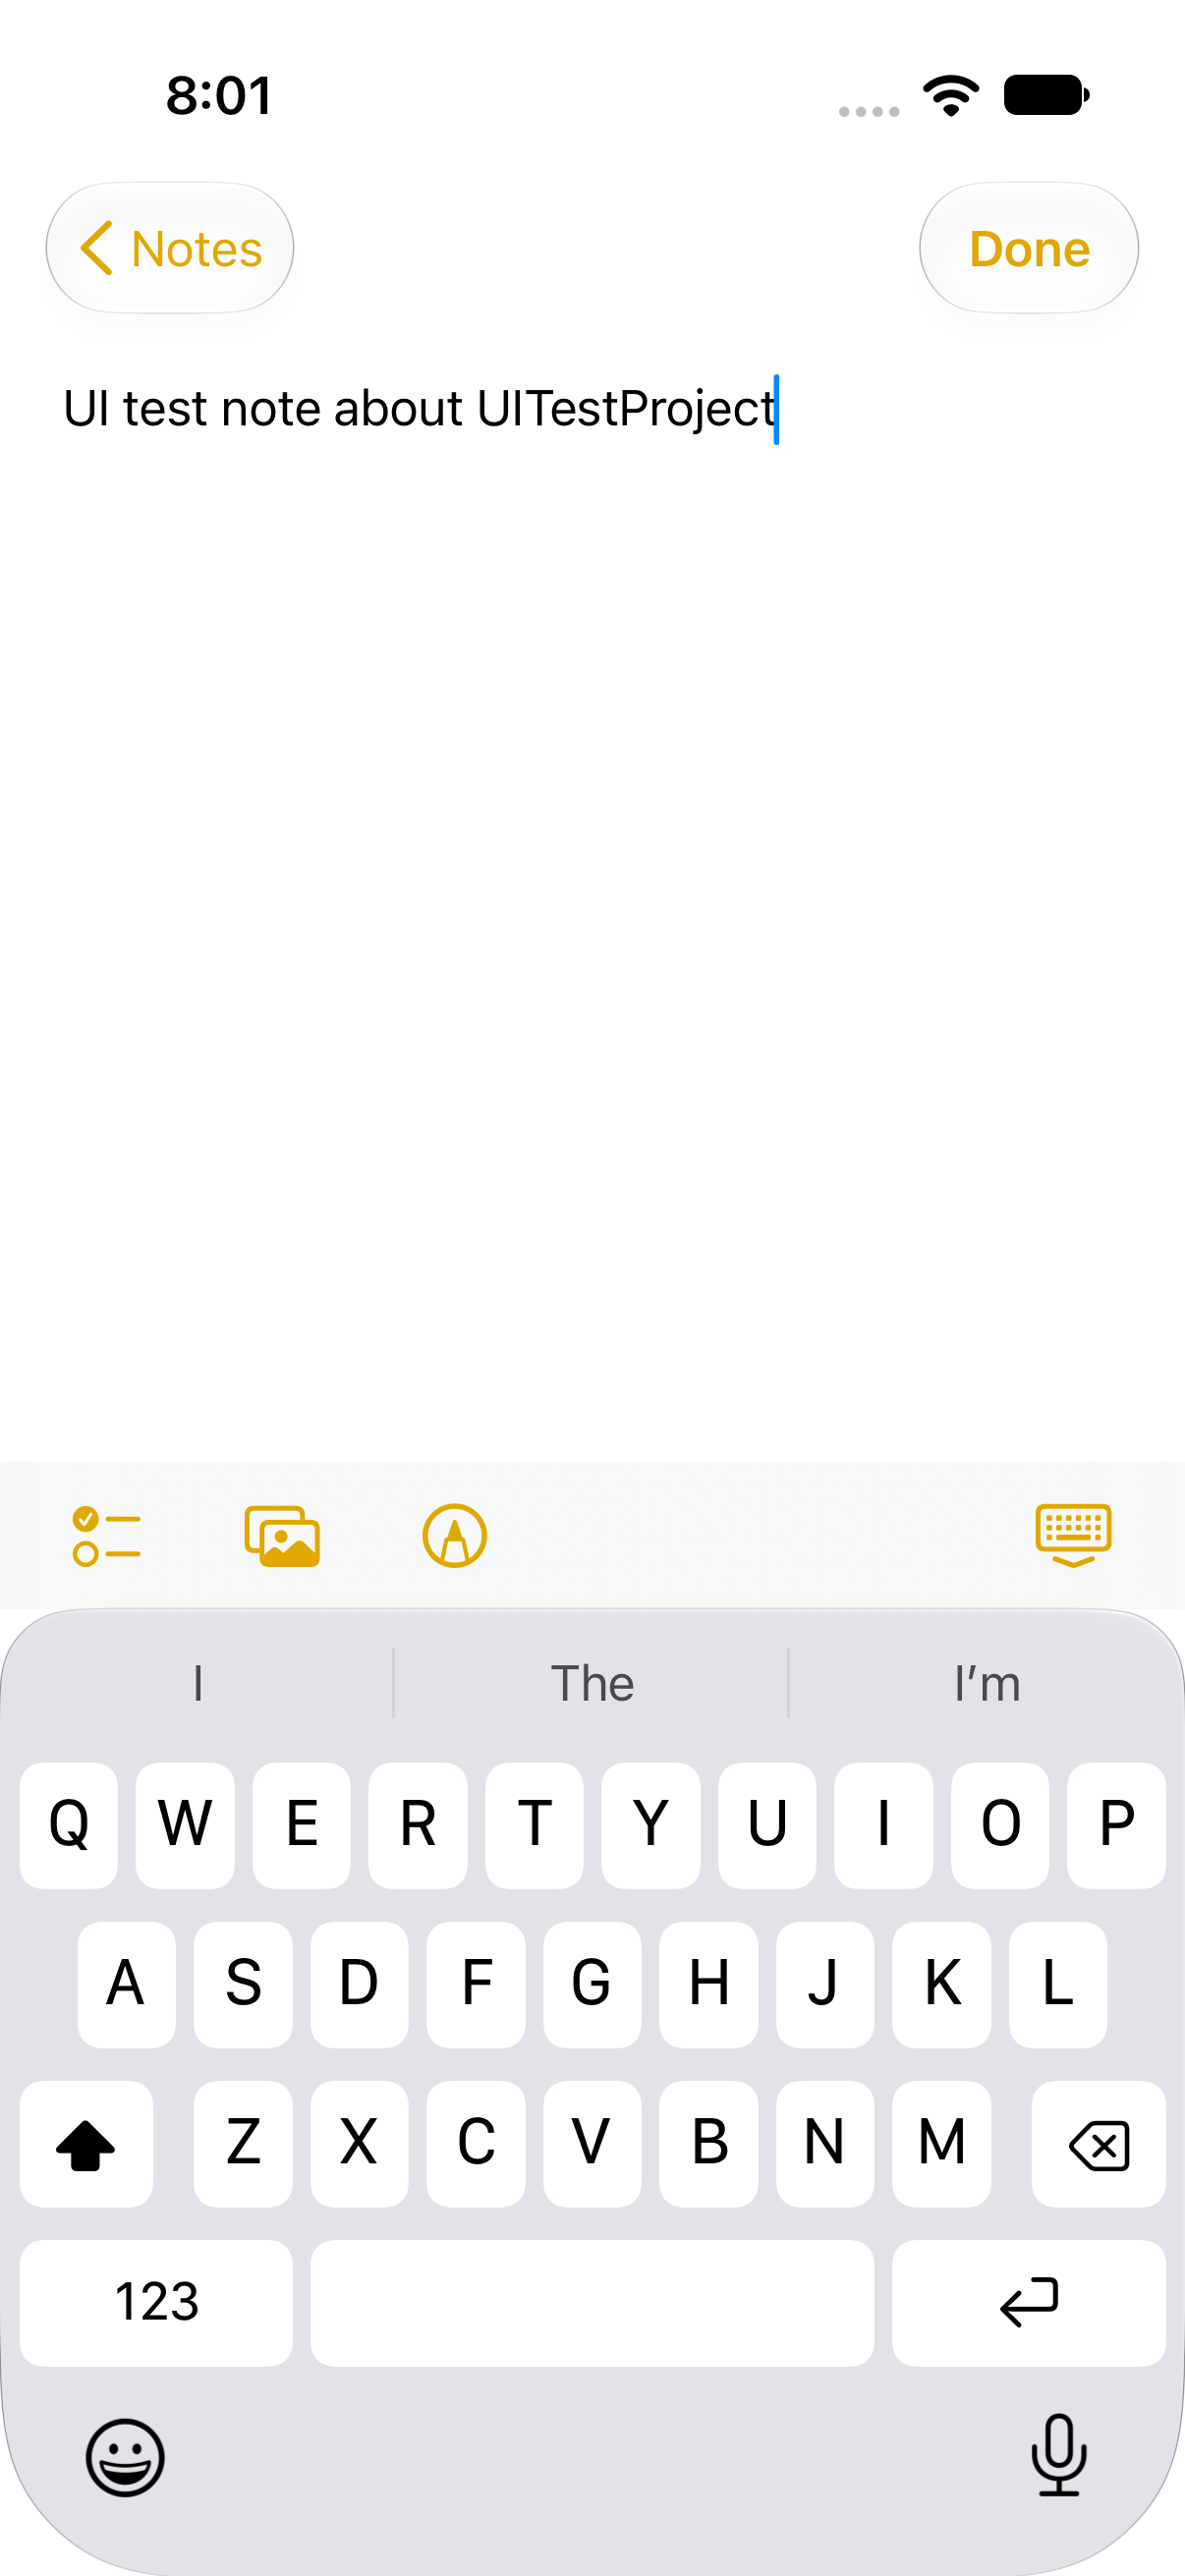 8:01
Notes
Done
UI test note about UITestProject
I
The
I’m
Q W E R T Y U I O P
A S D F G H J K L
Z X C V B N M
123